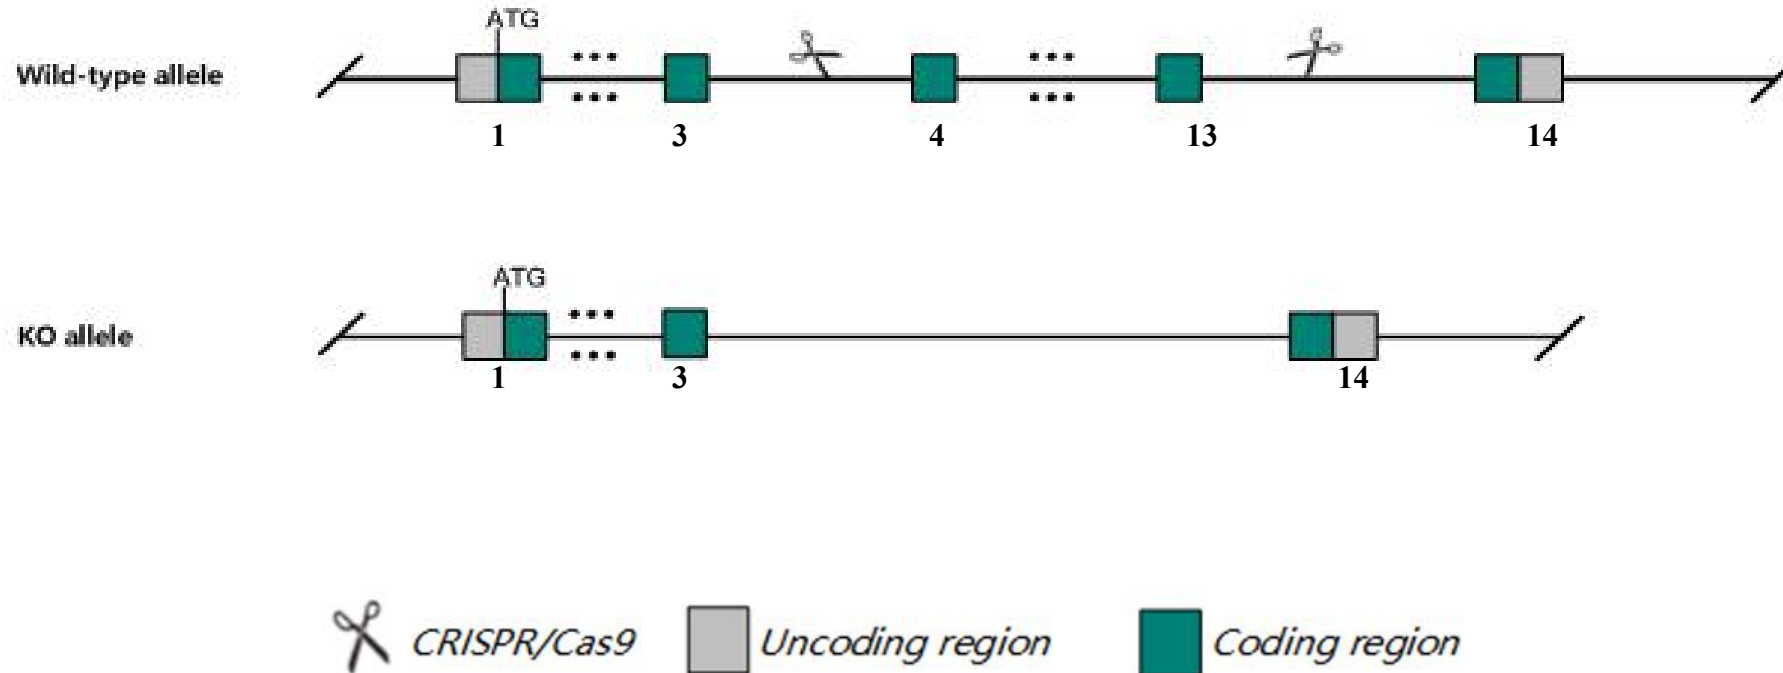 ATG
Wild-type allele
1 3 4 13 14
ATG
KO allele
1 3 14
CRISPR/Cas9 Uncoding region Coding region